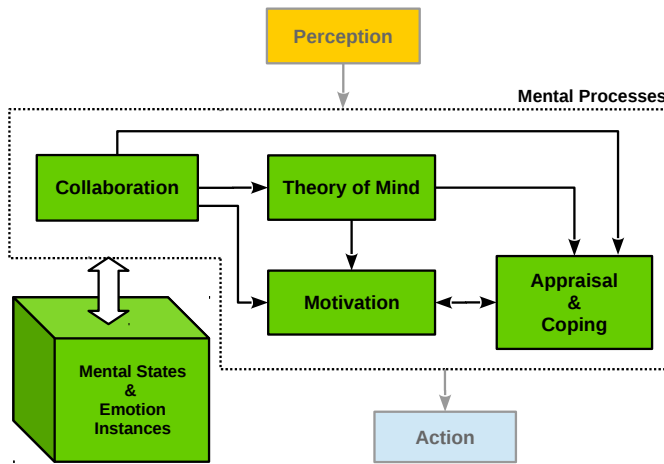 Perception
Mental Processes
Collaboration
Theory of Mind
Motivation
Appraisal
&
Coping
Mental States
&
Emotion
Instances
Action